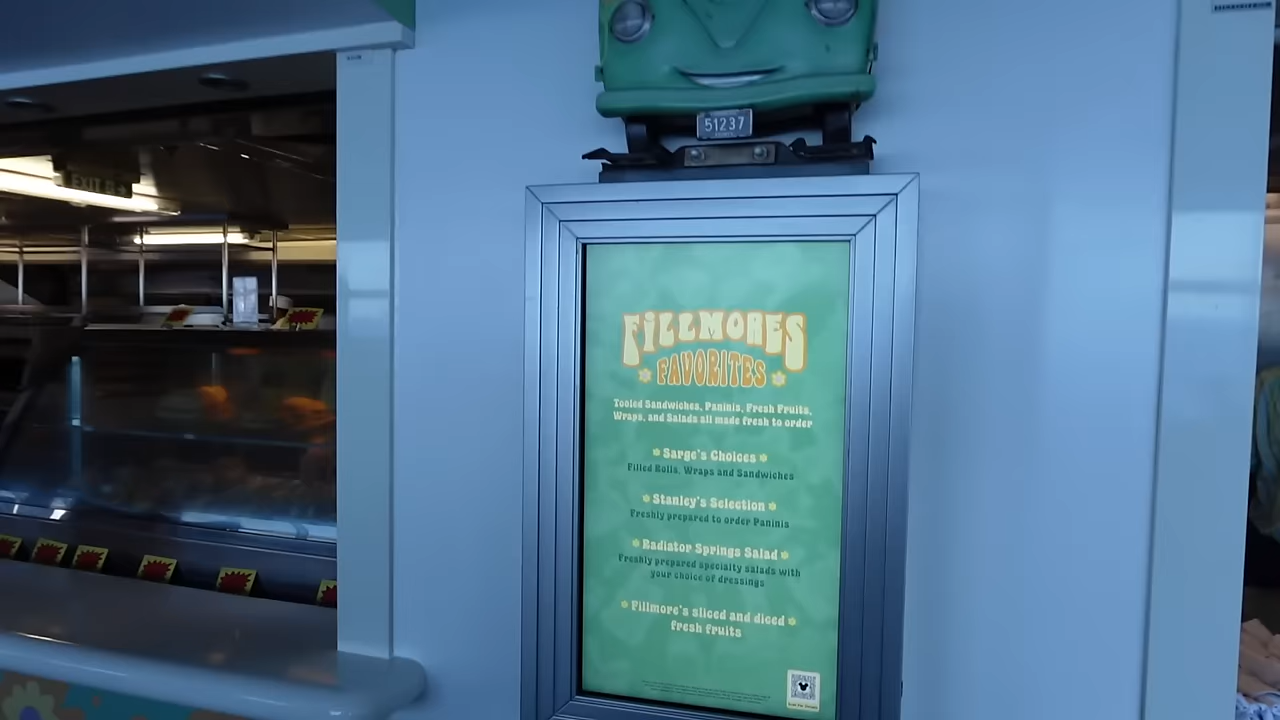 EXIT
51237
FiLLMORES
FAVORITES
Tooled Sandwiches, Paninis, Fresh Fruits,
Wraps, and Salads all made fresh to order
Sarge's Choices
Filled Rolls, Wraps and Sandwiches
Stanley's Selection
Freshly prepared to order Paninis
Radiator Springs Salad
Freshly prepared specialty salads with
your choice of dressings
Fillmore's sliced and diced
fresh fruits